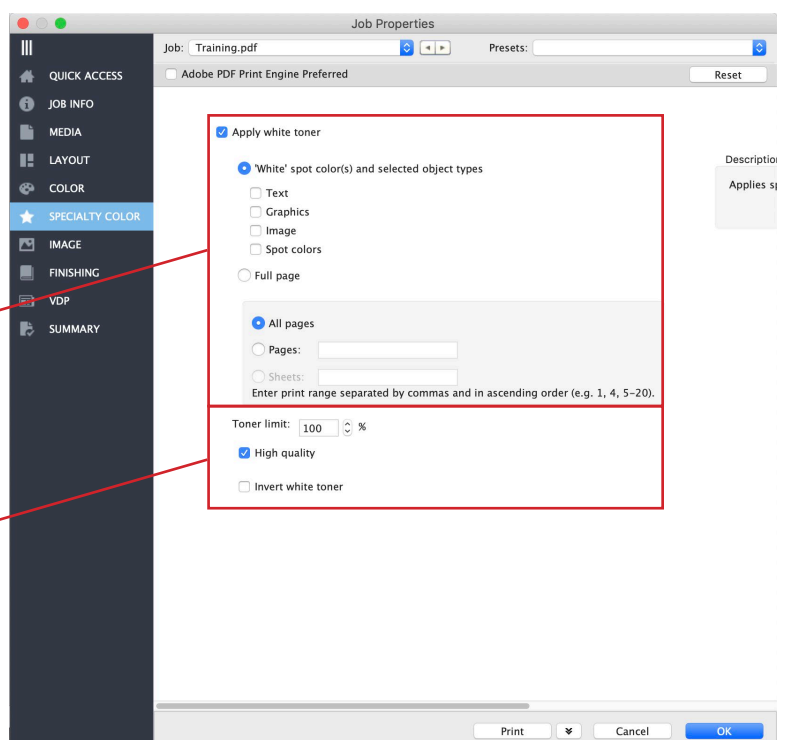 Job Properties
Job: Training.pdf Presets:
Adobe PDF Print Engine Preferred Reset
QUICK ACCESS
JOB INFO
MEDIA
LAYOUT
COLOR
SPECIALTY COLOR
IMAGE
FINISHING
VDP
SUMMARY
Apply white toner
'White' spot color(s) and selected object types
Text
Graphics
Image
Spot colors
Full page
All pages
Pages:
Sheets:
Enter print range separated by commas and in ascending order (e.g. 1, 4, 5-20).
Toner limit: 100 %
High quality
Invert white toner
Description
Applies
Print Cancel OK